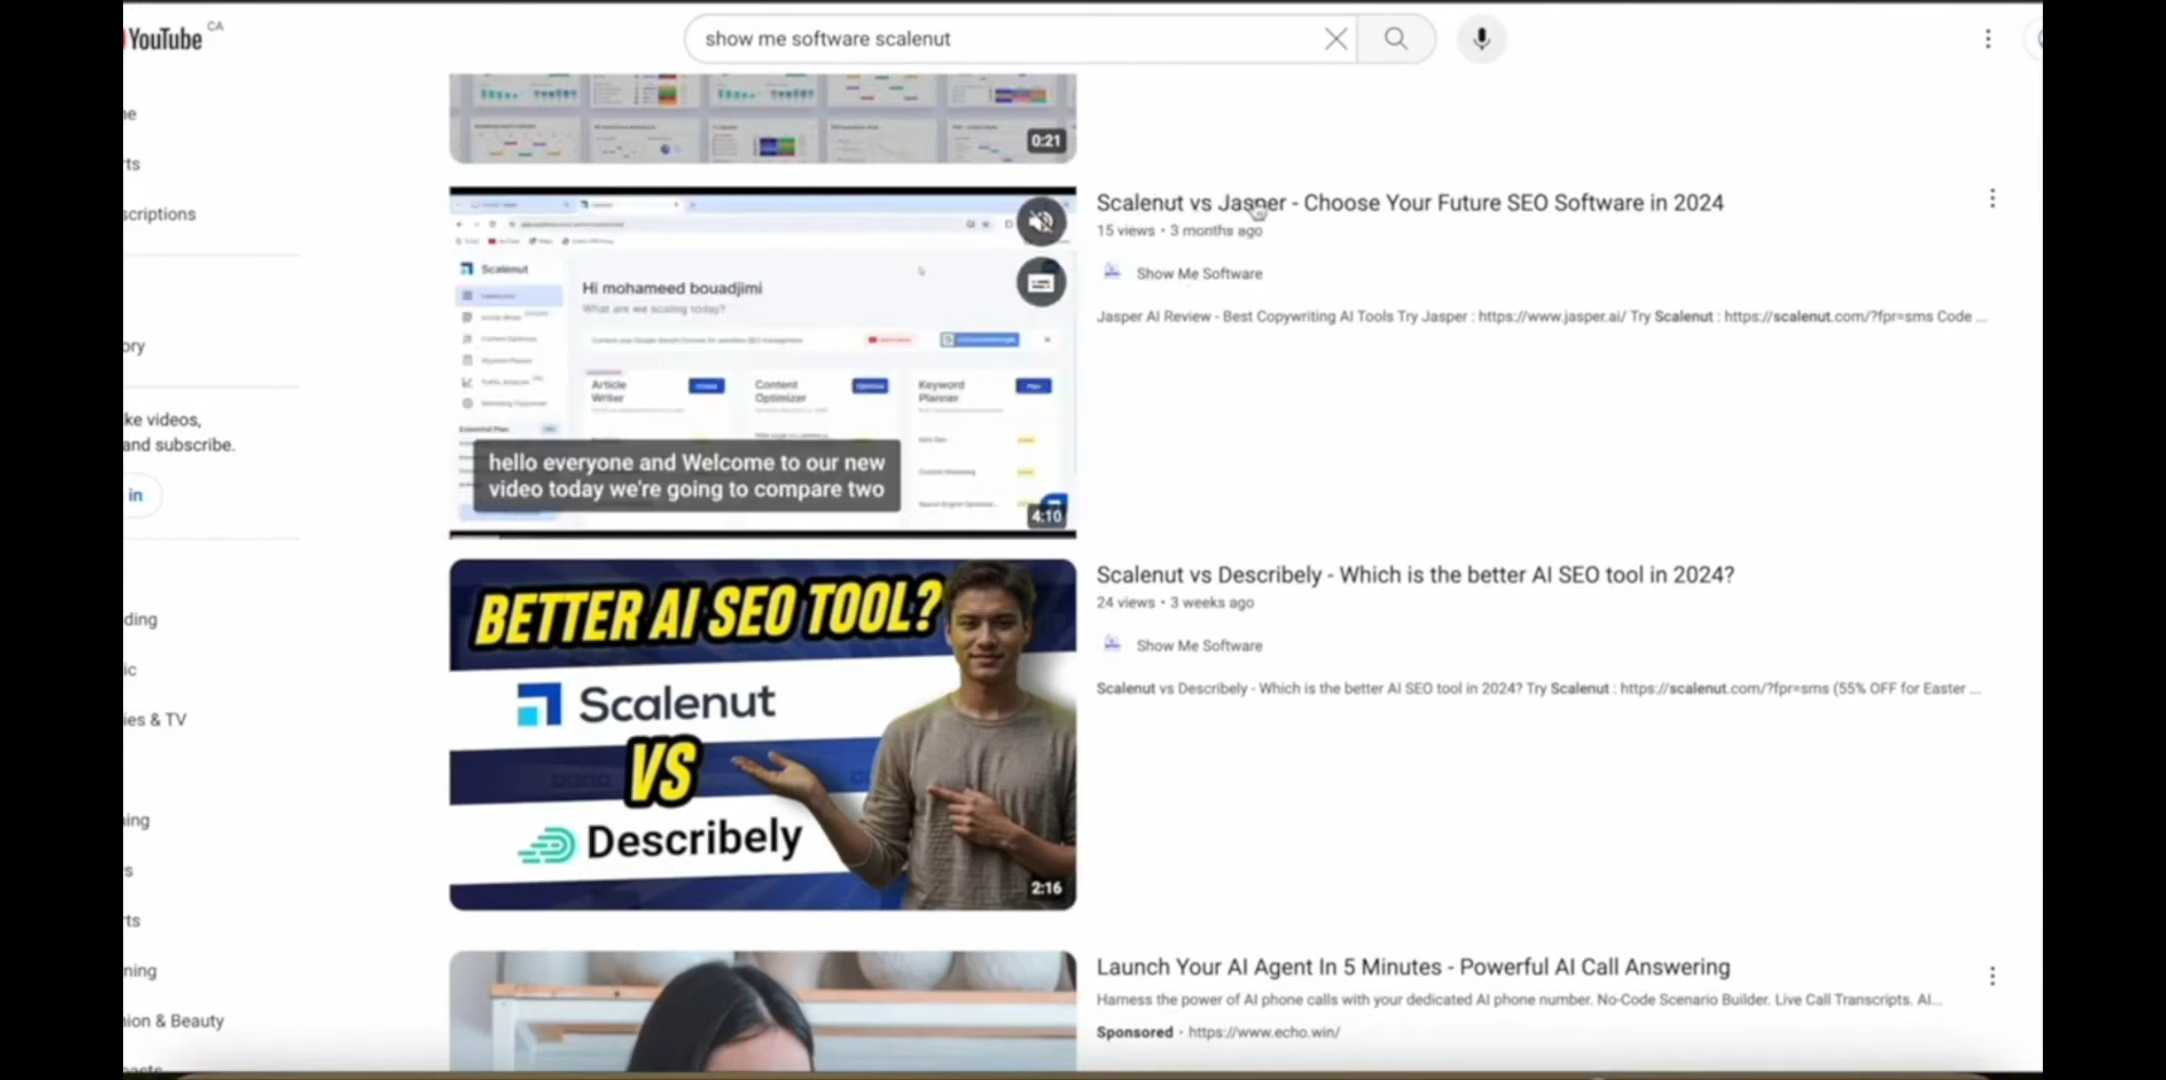 YouTube CA
show me software scalenut
0:21
Scalenut vs Jasper - Choose Your Future SEO Software in 2024
15 views • 3 months ago
Show Me Software
Jasper AI Review - Best Copywriting AI Tools Try Jasper : https://www.jasper.ai/ Try Scalenut : https://scalenut.com/?fpr=sms Code ...
Scalenut
Hi mohameed bouadjimi
What are we scaling today?
Article Writer
Content Optimizer
Keyword Planner
hello everyone and Welcome to our new
video today we're going to compare two
4:10
scriptions
ory
ke videos,
and subscribe.
in
BETTER AI SEO TOOL?
Scalenut
VS
Describely
2:16
Scalenut vs Describely - Which is the better AI SEO tool in 2024?
24 views • 3 weeks ago
Show Me Software
Scalenut vs Describely - Which is the better AI SEO tool in 2024? Try Scalenut : https://scalenut.com/?fpr=sms (55% OFF for Easter ...
ding
ic
ies & TV
ing
rts
ning
ion & Beauty
Launch Your AI Agent In 5 Minutes - Powerful AI Call Answering
Harness the power of AI phone calls with your dedicated AI phone number. No-Code Scenario Builder. Live Call Transcripts. AI...
Sponsored · https://www.echo.win/